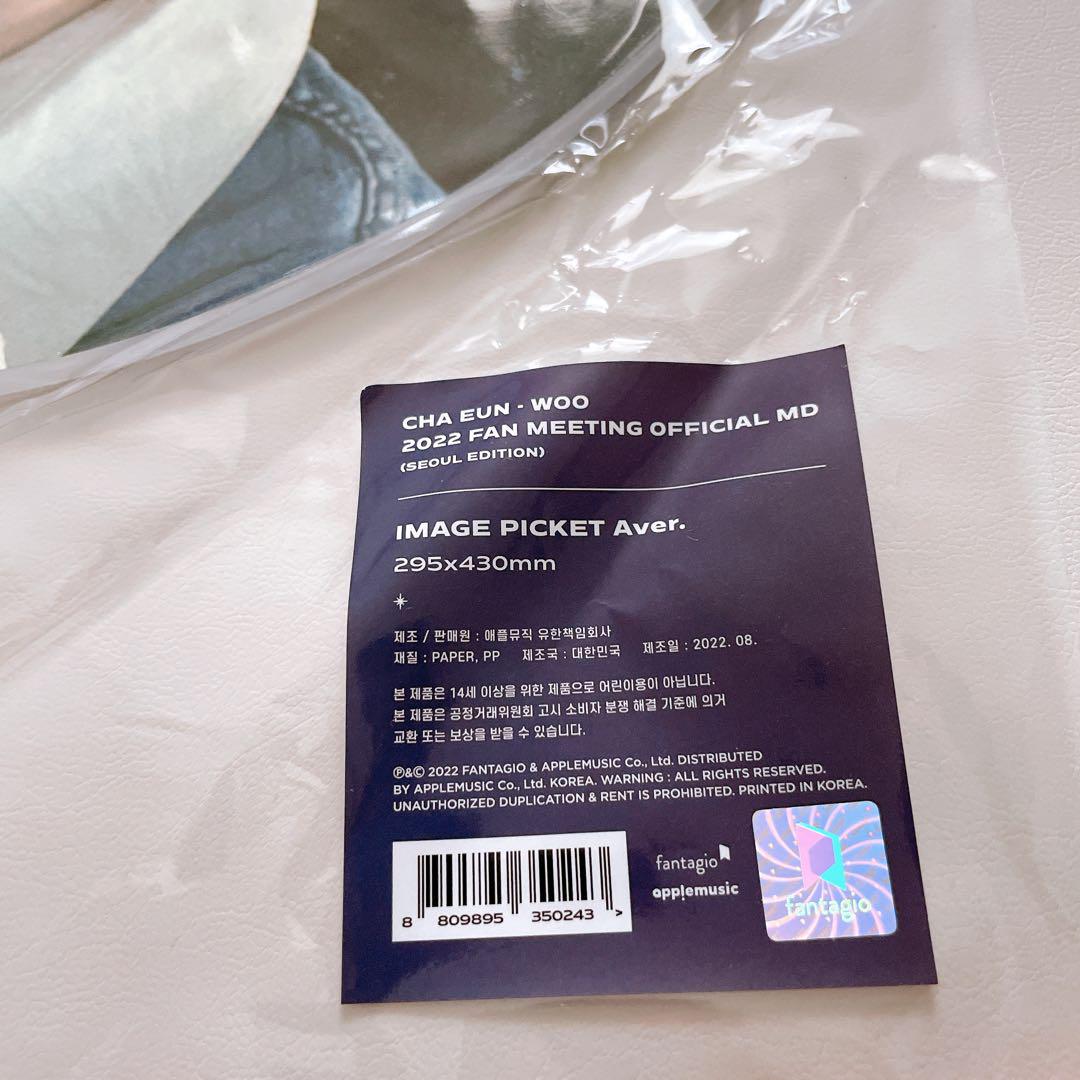 CHA EUN - WOO
2022 FAN MEETING OFFICIAL MD
(SEOUL EDITION)
IMAGE PICKET Aver.
295x430mm
제조 / 판매원 : 애플뮤직 유한책임회사
재질 : PAPER, PP 제조국 : 대한민국 제조일 : 2022. 08.
본 제품은 14세 이상을 위한 제품으로 어린이용이 아닙니다.
본 제품은 공정거래위원회 고시 소비자 분쟁 해결 기준에 의거
교환 또는 보상을 받을 수 있습니다.
℗&© 2022 FANTAGIO & APPLEMUSIC Co., Ltd. DISTRIBUTED
BY APPLEMUSIC Co., Ltd. KOREA. WARNING : ALL RIGHTS RESERVED.
UNAUTHORIZED DUPLICATION & RENT IS PROHIBITED. PRINTED IN KOREA.
8 809895 350243 >
fantagio
applemusic
fantagio